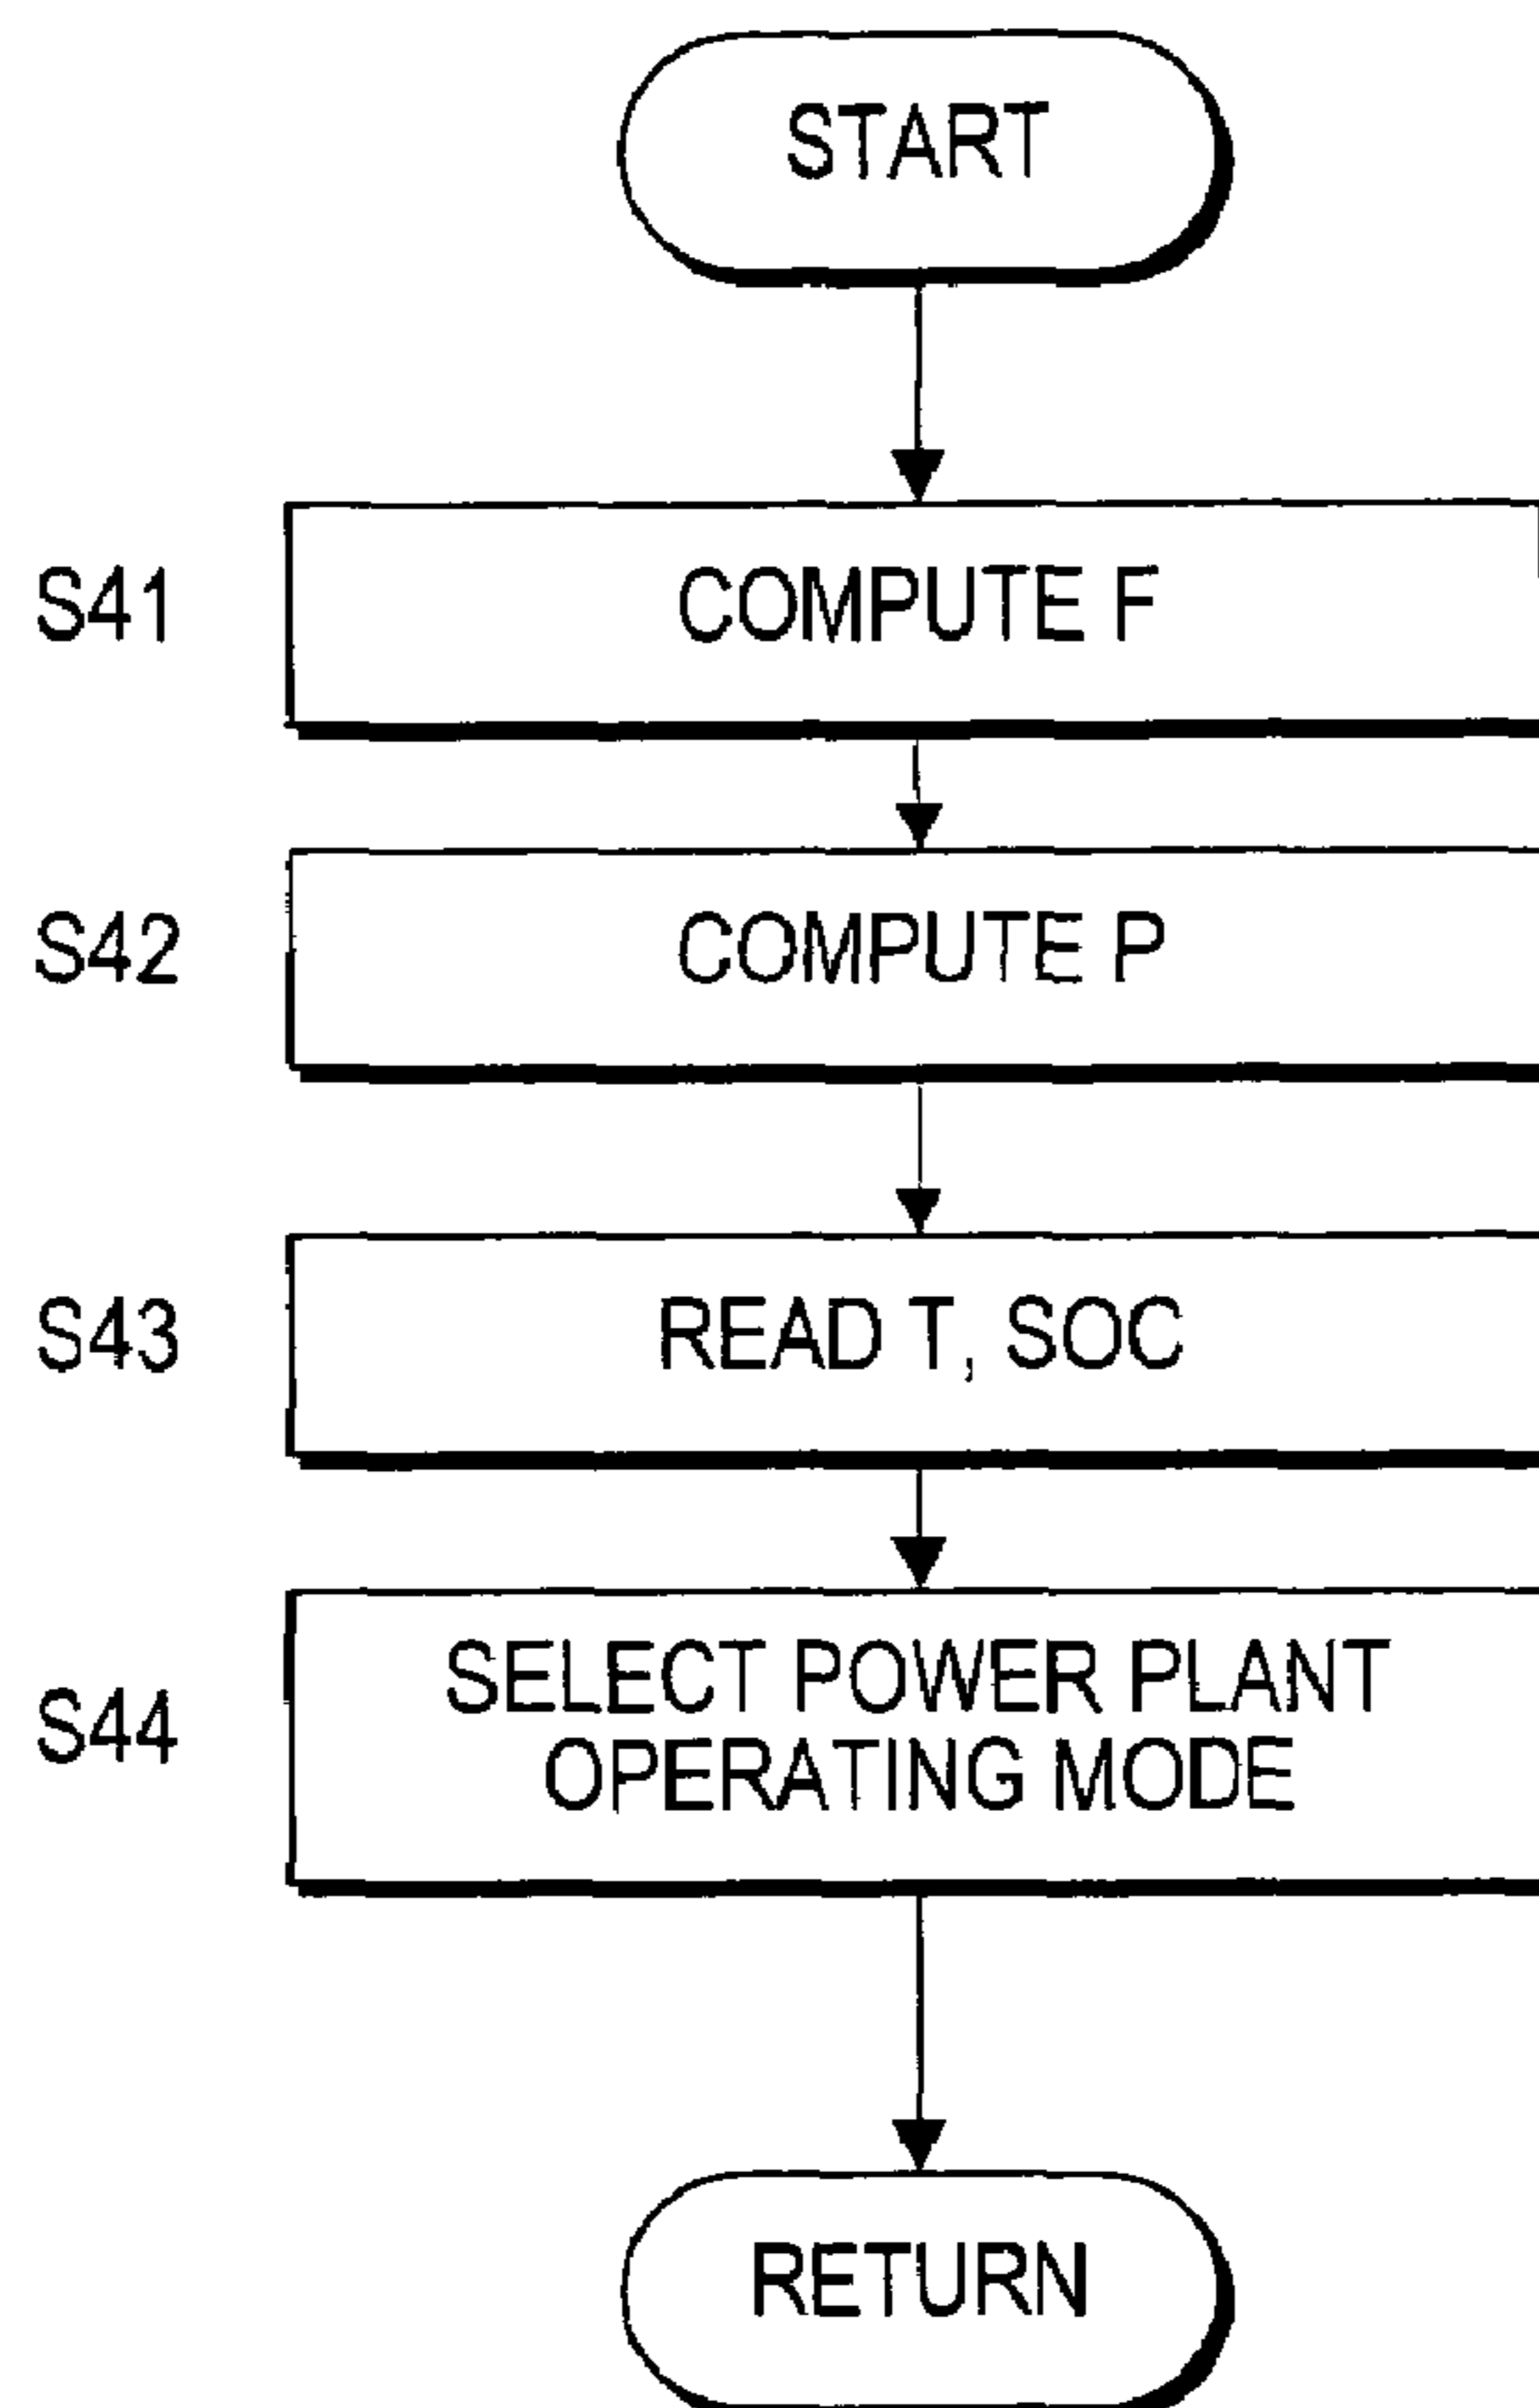 START
S41
COMPUTE F
S42
COMPUTE P
S43
READ T, SOC
S44
SELECT POWER PLANT
OPERATING MODE
RETURN